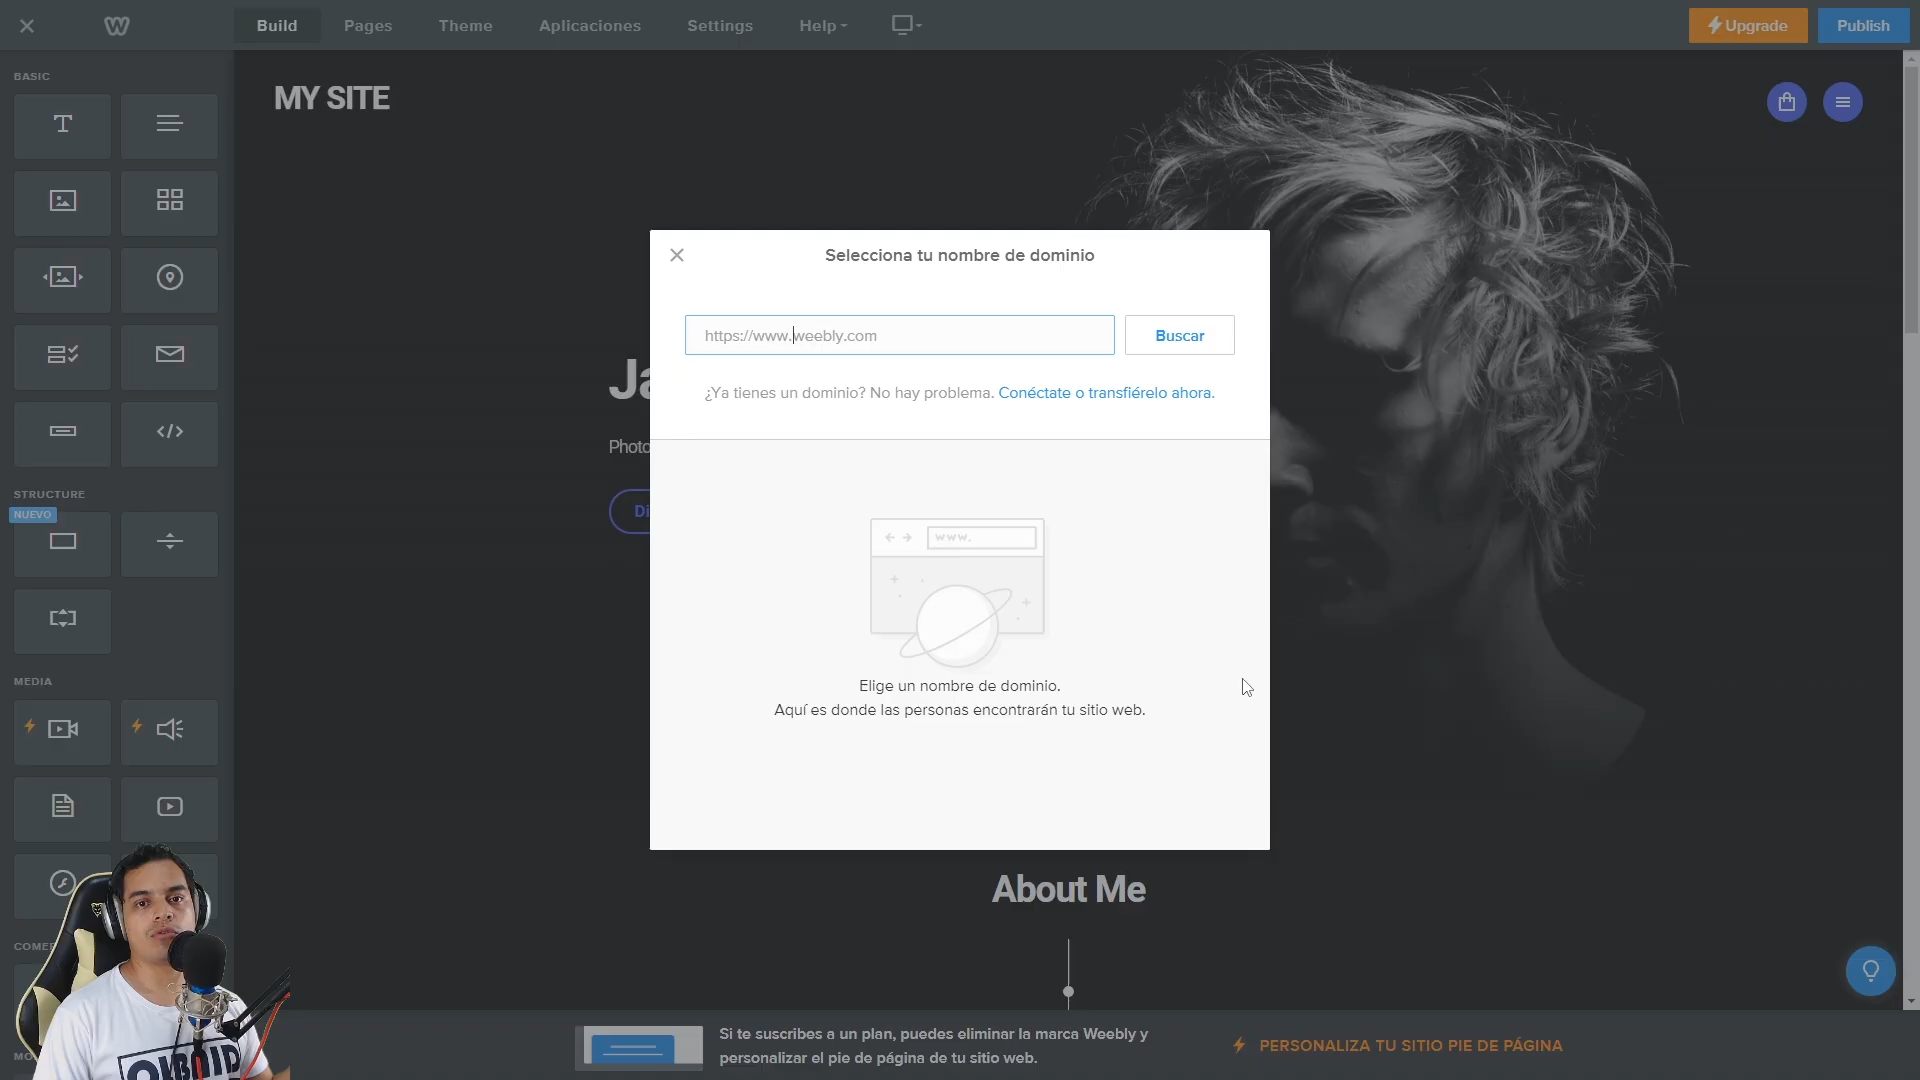 Build
Pages
Theme
Aplicaciones
Settings
Help
Upgrade
Publish
BASIC
STRUCTURE
NUEVO
MEDIA
MY SITE
Photo
Selecciona tu nombre de dominio
https://www.weebly.com
Buscar
¿Ya tienes un dominio? No hay problema. Conéctate o transfiérelo ahora.
www.
Elige un nombre de dominio.
Aquí es donde las personas encontrarán tu sitio web.
About Me
Si te suscribes a un plan, puedes eliminar la marca Weebly y
personalizar el pie de página de tu sitio web.
PERSONALIZA TU SITIO PIE DE PÁGINA